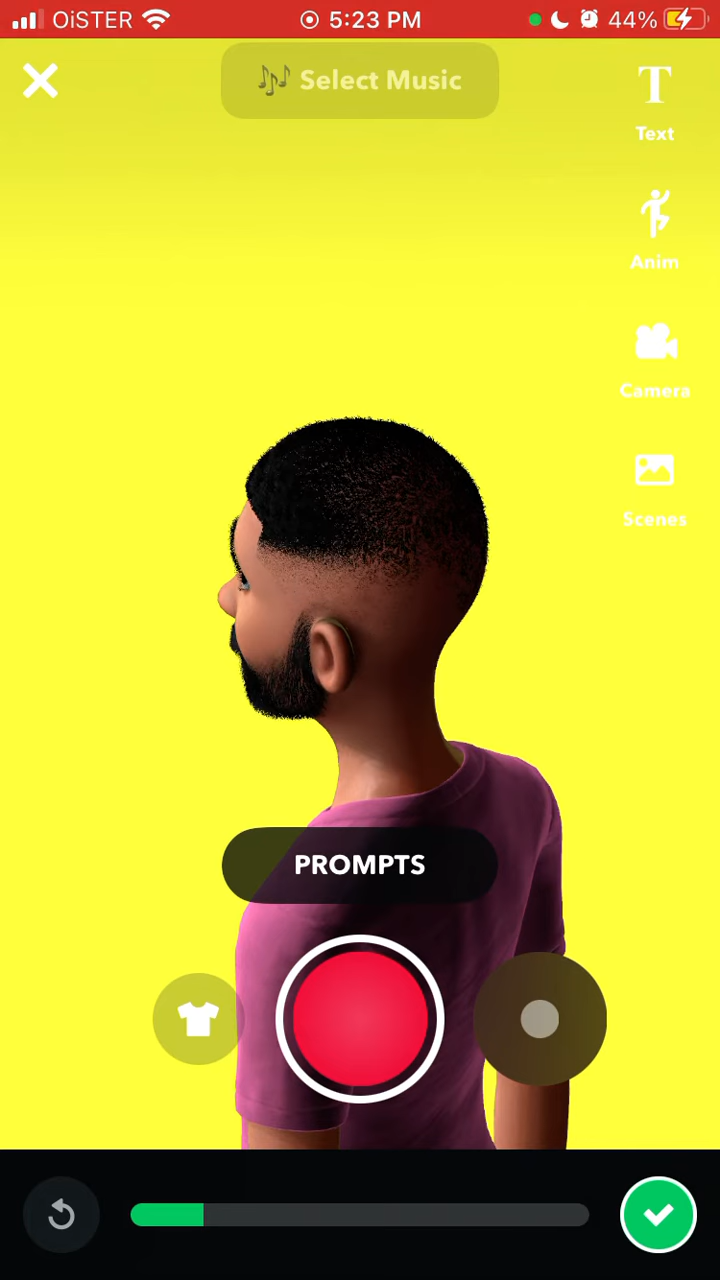 OiSTER
5:23 PM
44%
Select Music
Text
Anim
Camera
Scenes
PROMPTS